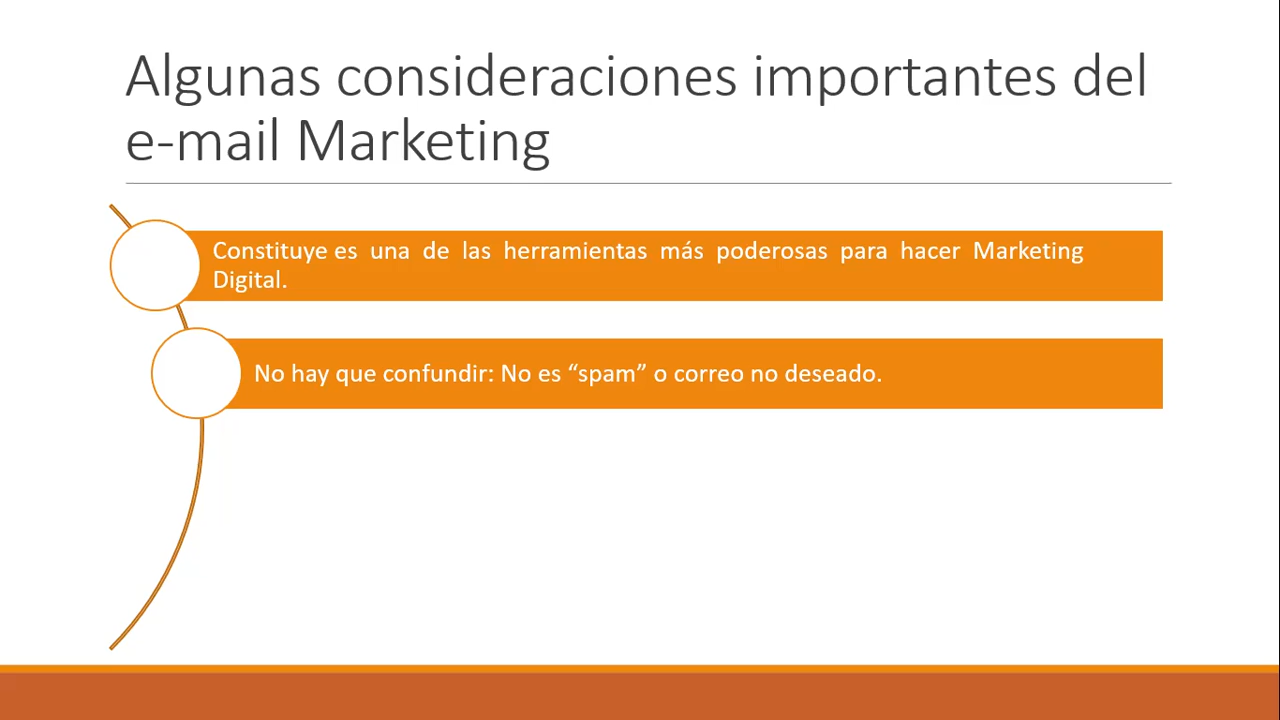 Algunas consideraciones importantes del
e-mail Marketing
Constituye es una de las herramientas más poderosas para hacer Marketing
Digital.
No hay que confundir: No es “spam” o correo no deseado.